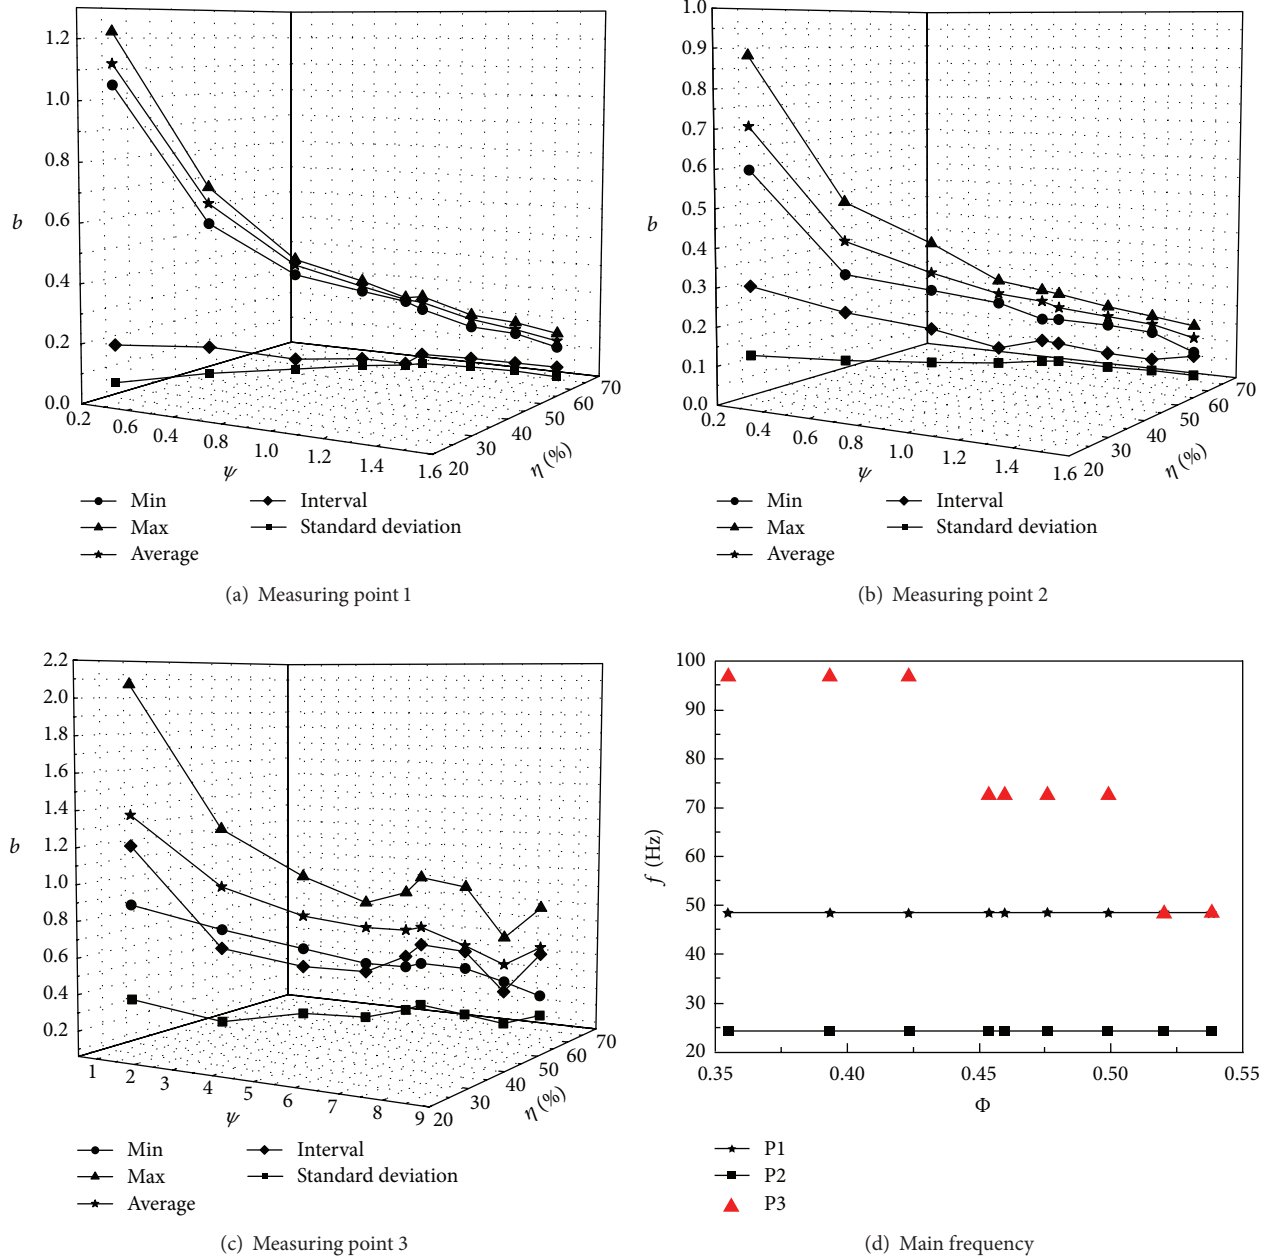 1.2
1.0
0.8
0.6
0.4
0.2
0.0
b
0.2
0.6
0.4
0.8
1.0
1.2
1.4
1.6
ψ
20
30
40
50
60
70
η (%)
Min
Max
Average
Interval
Standard deviation
(a) Measuring point 1
1.0
0.9
0.8
0.7
0.6
0.5
0.4
0.3
0.2
0.1
0.0
b
0.2
0.4
0.6
0.8
1.0
1.2
1.4
1.6
ψ
20
30
40
50
60
70
η (%)
Min
Max
Average
Interval
Standard deviation
(b) Measuring point 2
2.2
2.0
1.8
1.6
1.4
1.2
1.0
0.8
0.6
0.4
0.2
b
1
2
3
4
5
6
7
8
9
ψ
20
30
40
50
60
70
η (%)
Min
Max
Average
Interval
Standard deviation
(c) Measuring point 3
100
90
80
70
60
50
40
30
20
f (Hz)
0.35
0.40
0.45
0.50
0.55
Φ
P1
P2
P3
(d) Main frequency